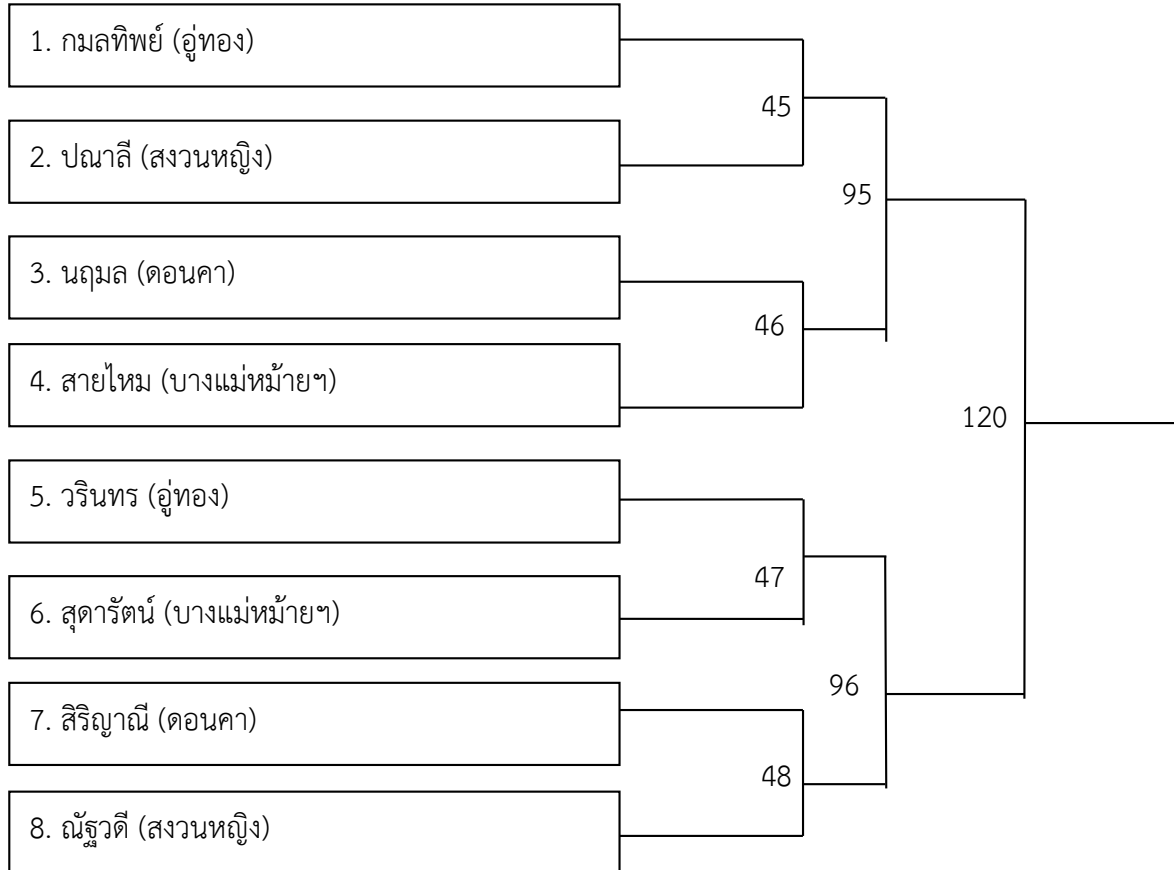 1. กมลทิพย์ (อู่ทอง)
45
2. ปณาลี (สงวนหญิง)
95
3. นฤมล (ดอนคา)
46
4. สายไหม (บางแม่หม้ายฯ)
120
5. วรินทร (อู่ทอง)
47
6. สุดารัตน์ (บางแม่หม้ายฯ)
96
7. สิริญาณี (ดอนคา)
48
8. ณัฐวดี (สงวนหญิง)